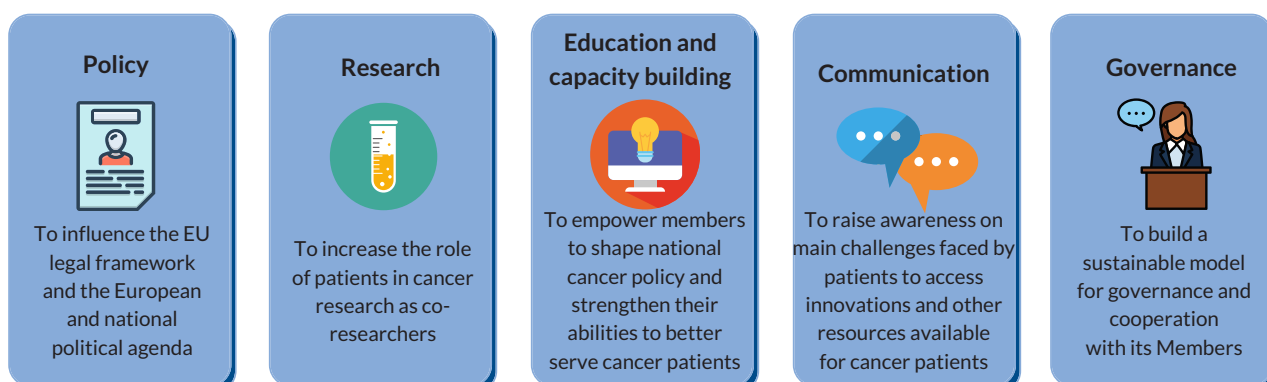 Policy
To influence the EU
legal framework
and the European
and national
political agenda
Research
To increase the role
of patients in cancer
research as co-
researchers
Education and
capacity building
To empower members
to shape national
cancer policy and
strengthen their
abilities to better
serve cancer patients
Communication
To raise awareness on
main challenges faced by
patients to access
innovations and other
resources available
for cancer patients
Governance
To build a
sustainable model
for governance and
cooperation
with its Members